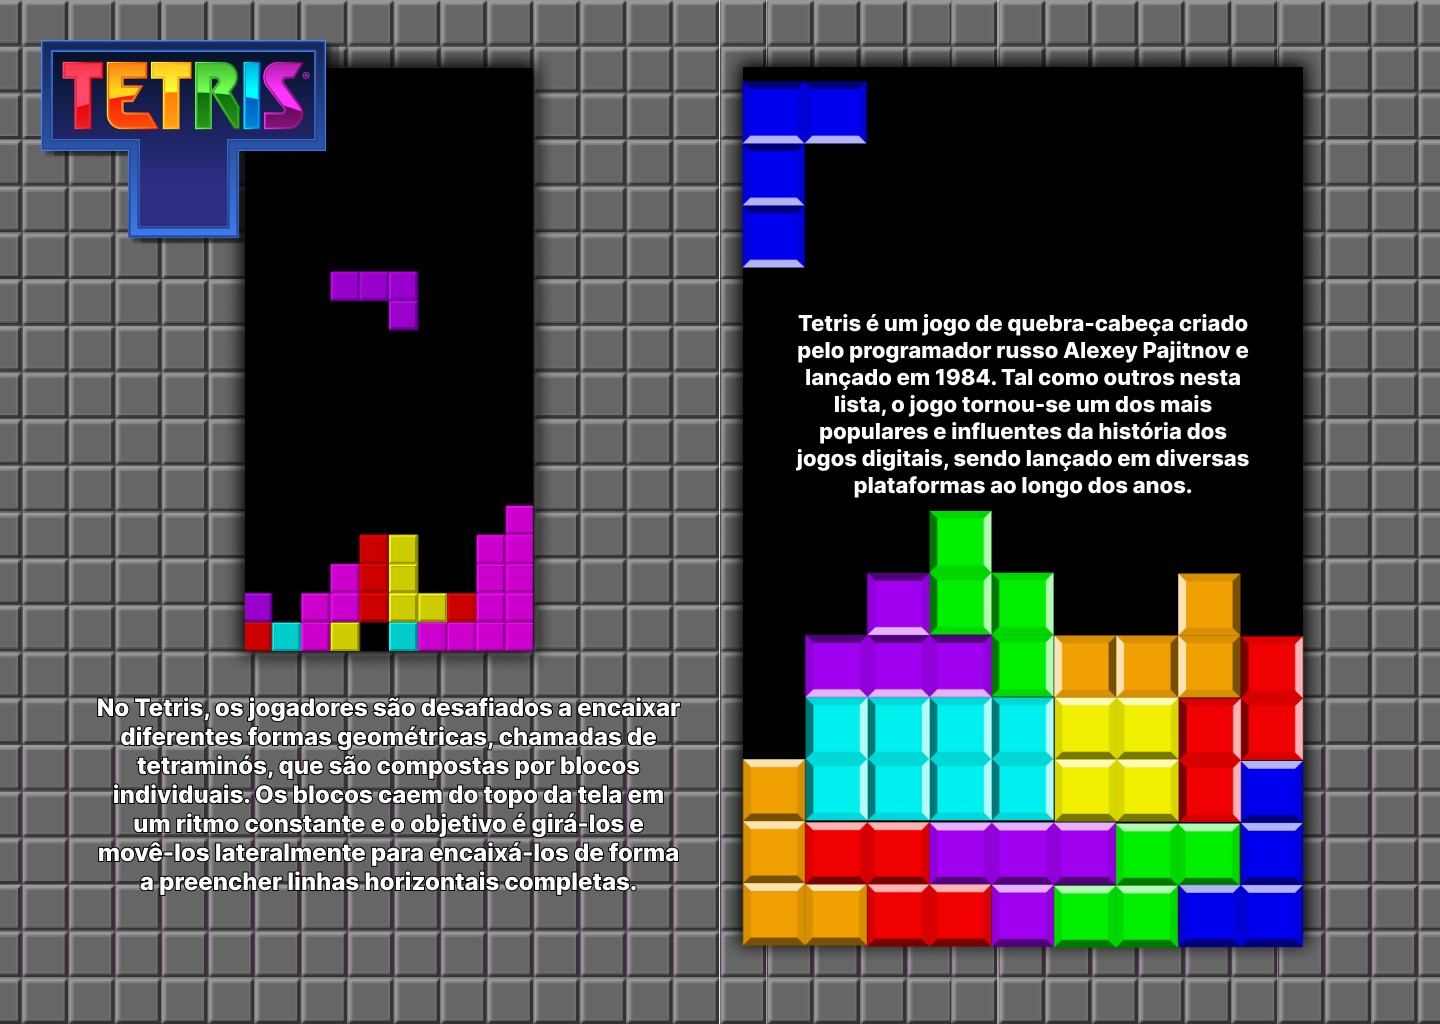 TETRIS®
No Tetris, os jogadores são desafiados a encaixar
diferentes formas geométricas, chamadas de
tetraminós, que são compostas por blocos
individuais. Os blocos caem do topo da tela em
um ritmo constante e o objetivo é girá-los e
movê-los lateralmente para encaixá-los de forma
a preencher linhas horizontais completas.
Tetris é um jogo de quebra-cabeça criado
pelo programador russo Alexey Pajitnov e
lançado em 1984. Tal como outros nesta
lista, o jogo tornou-se um dos mais
populares e influentes da história dos
jogos digitais, sendo lançado em diversas
plataformas ao longo dos anos.